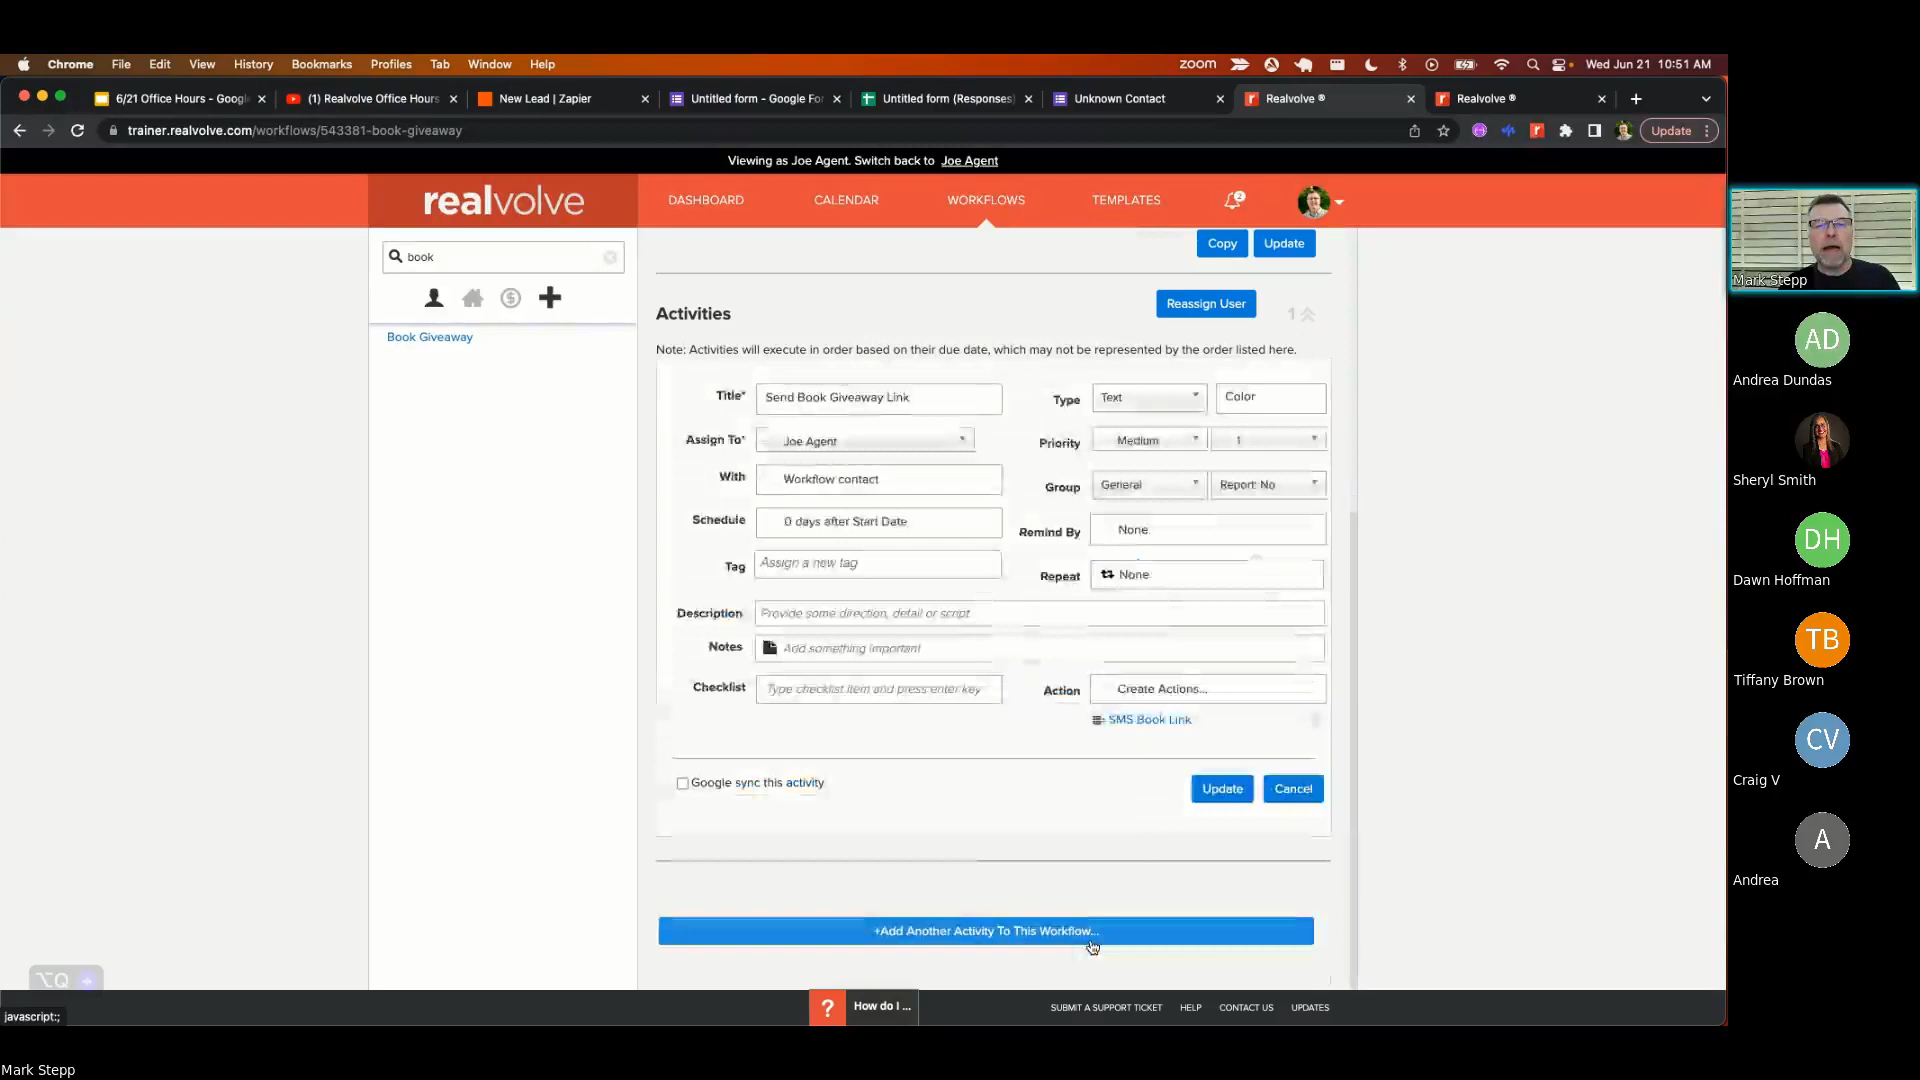 Chrome File Edit View History Bookmarks Profiles Tab Window Help zoom Wed Jun 21 10:51 AM
6/21 Office Hours - Googl (1) Realvolve Office Hours New Lead | Zapier Untitled form - Google Fo Untitled form (Responses) Unknown Contact Realvolve ® Realvolve ®
trainer.realvolve.com/workflows/543381-book-giveaway Update
Viewing as Joe Agent. Switch back to Joe Agent
realvolve DASHBOARD CALENDAR WORKFLOWS TEMPLATES 2
book
Book Giveaway
Copy Update
Activities Reassign User 1
Note: Activities will execute in order based on their due date, which may not be represented by the order listed here.
Title* Send Book Giveaway Link Type Text Color
Assign To* Joe Agent Priority Medium 1
With Workflow contact Group General Report: No
Schedule 0 days after Start Date Remind By None
Tag Assign a new tag Repeat None
Description Provide some direction, detail or script
Notes Add something important
Checklist Type checklist item and press enter key Action Create Actions...
SMS Book Link
Google sync this activity Update Cancel
+Add Another Activity To This Workflow...
⌥Q
? How do I ... SUBMIT A SUPPORT TICKET HELP CONTACT US UPDATES
javascript:;
Mark Stepp
AD
Andrea Dundas
Sheryl Smith
DH
Dawn Hoffman
TB
Tiffany Brown
CV
Craig V
A
Andrea
Mark Stepp